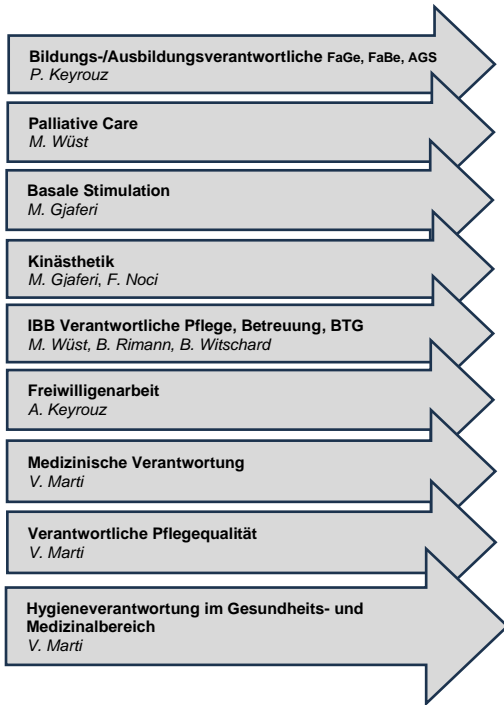 Bildungs-/Ausbildungsverantwortliche FaGe, FaBe, AGS
P. Keyrouz
Palliative Care
M. Wüst
Basale Stimulation
M. Gjaferi
Kinästhetik
M. Gjaferi, F. Noci
IBB Verantwortliche Pflege, Betreuung, BTG
M. Wüst, B. Rimann, B. Witschard
Freiwilligenarbeit
A. Keyrouz
Medizinische Verantwortung
V. Marti
Verantwortliche Pflegequalität
V. Marti
Hygieneverantwortung im Gesundheits- und
Medizinalbereich
V. Marti